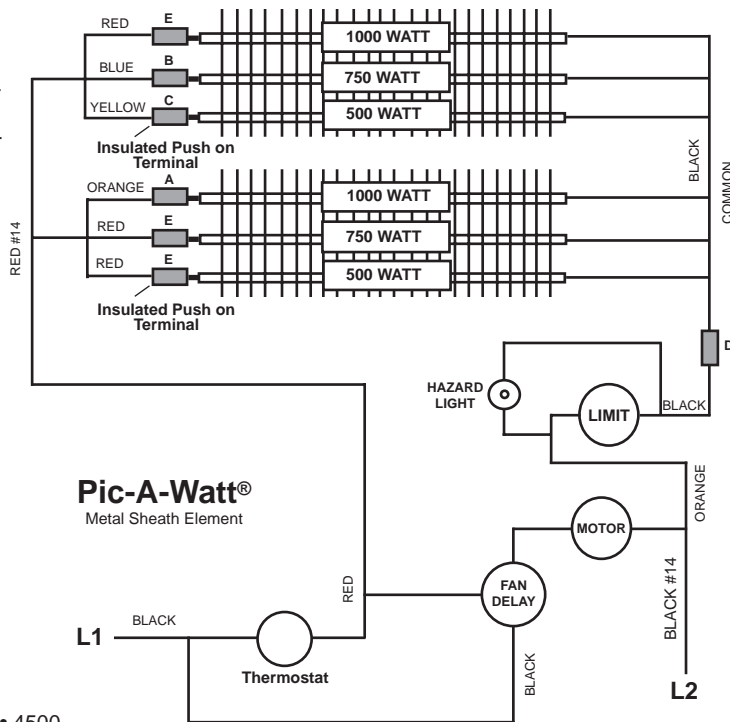 RED
E
1000 WATT
BLUE
B
750 WATT
YELLOW
C
500 WATT
Insulated Push on
Terminal
BLACK
COMMON
ORANGE
A
1000 WATT
RED
E
750 WATT
RED
E
500 WATT
Insulated Push on
Terminal
RED #14
D
HAZARD
LIGHT
LIMIT
BLACK
Pic-A-Watt®
Metal Sheath Element
ORANGE
MOTOR
FAN
DELAY
RED
BLACK #14
L1
BLACK
Thermostat
BLACK
L2
• 4500